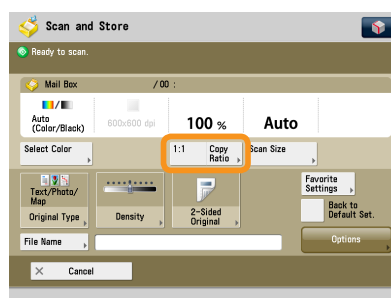 Scan and Store
Ready to scan.
Mail Box / 00 :
Auto
(Color/Black)
600x600 dpi
100 %
Auto
Select Color
1:1
Copy
Ratio
Scan Size
Text/Photo/
Map
Original Type
Density
2-Sided
Original
Favorite
Settings
Back to
Default Set.
File Name
Options
Cancel